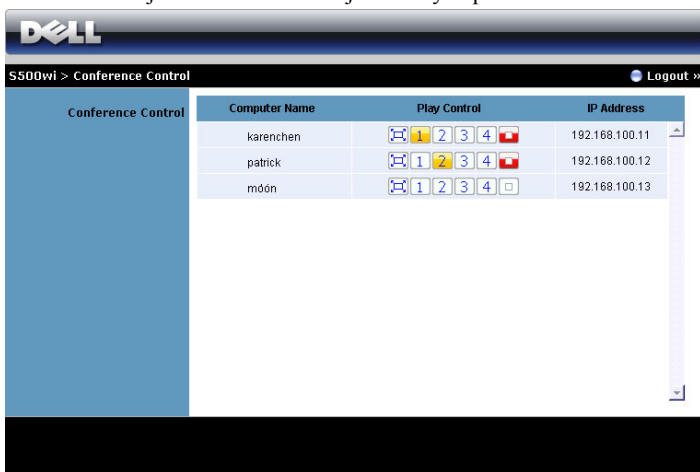 DELL
S500wi > Conference Control Logout »
Conference Control Computer Name Play Control IP Address
karenchen 1 2 3 4 192.168.100.11
patrick 1 2 3 4 192.168.100.12
móón 1 2 3 4 192.168.100.13